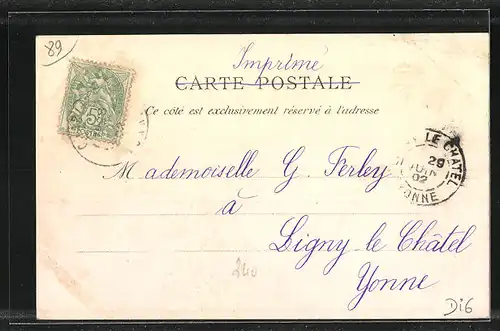 89
Imprimé
CARTE POSTALE
Ce côté est exclusivement réservé à l'adresse
LE CHATEL
29
JUIN
02
YONNE
Mademoiselle G. Ferley
à
Ligny le Châtel
Yonne
240
D16